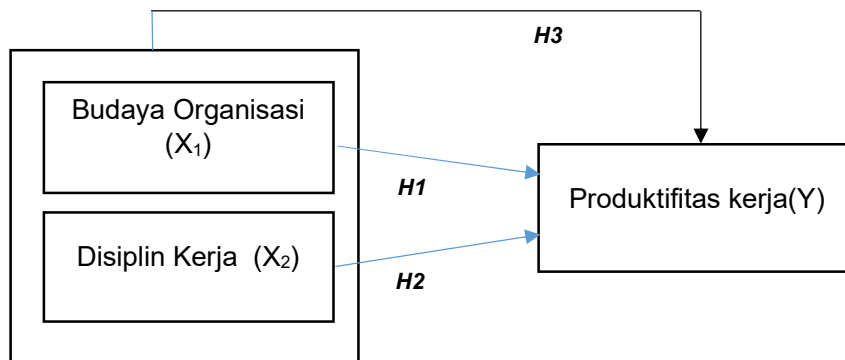 H3
Budaya Organisasi
(X₁)
H1
Produktifitas kerja(Y)
Disiplin Kerja (X₂)
H2